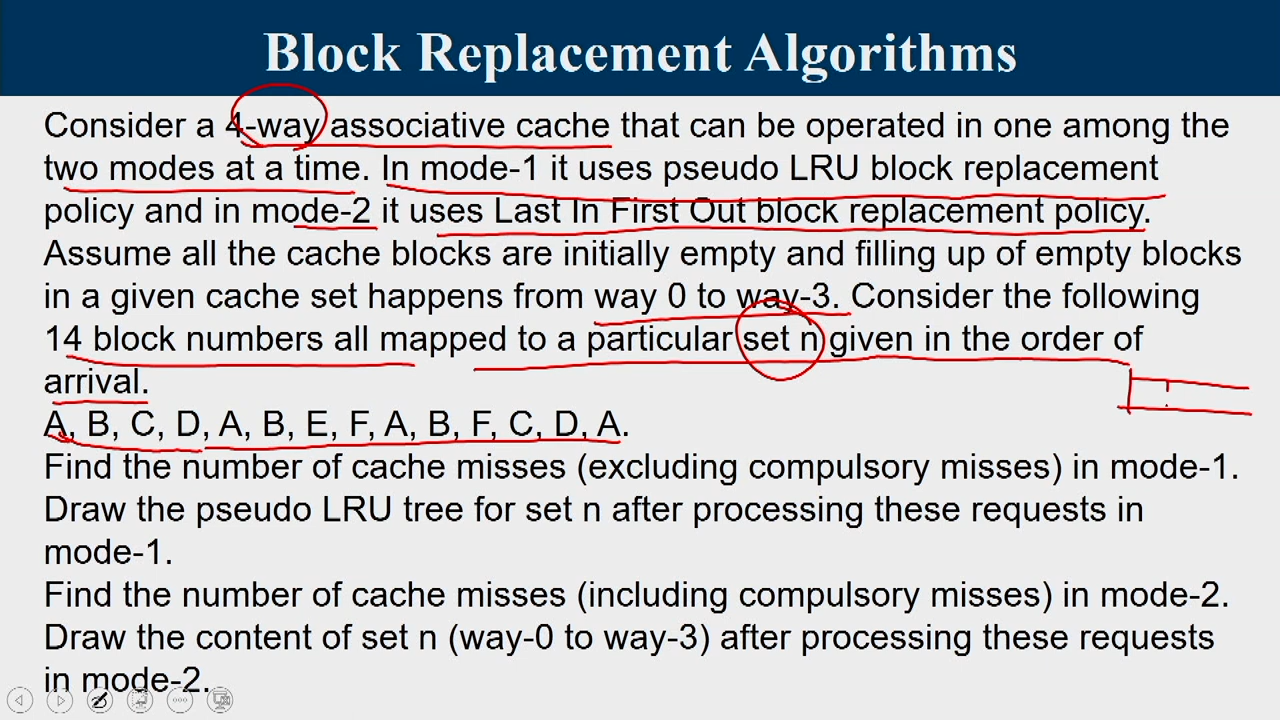 Block Replacement Algorithms
Consider a 4-way associative cache that can be operated in one among the
two modes at a time. In mode-1 it uses pseudo LRU block replacement
policy and in mode-2 it uses Last In First Out block replacement policy.
Assume all the cache blocks are initially empty and filling up of empty blocks
in a given cache set happens from way 0 to way-3. Consider the following
14 block numbers all mapped to a particular set n given in the order of
arrival.
A, B, C, D, A, B, E, F, A, B, F, C, D, A.
Find the number of cache misses (excluding compulsory misses) in mode-1.
Draw the pseudo LRU tree for set n after processing these requests in
mode-1.
Find the number of cache misses (including compulsory misses) in mode-2.
Draw the content of set n (way-0 to way-3) after processing these requests
in mode-2.